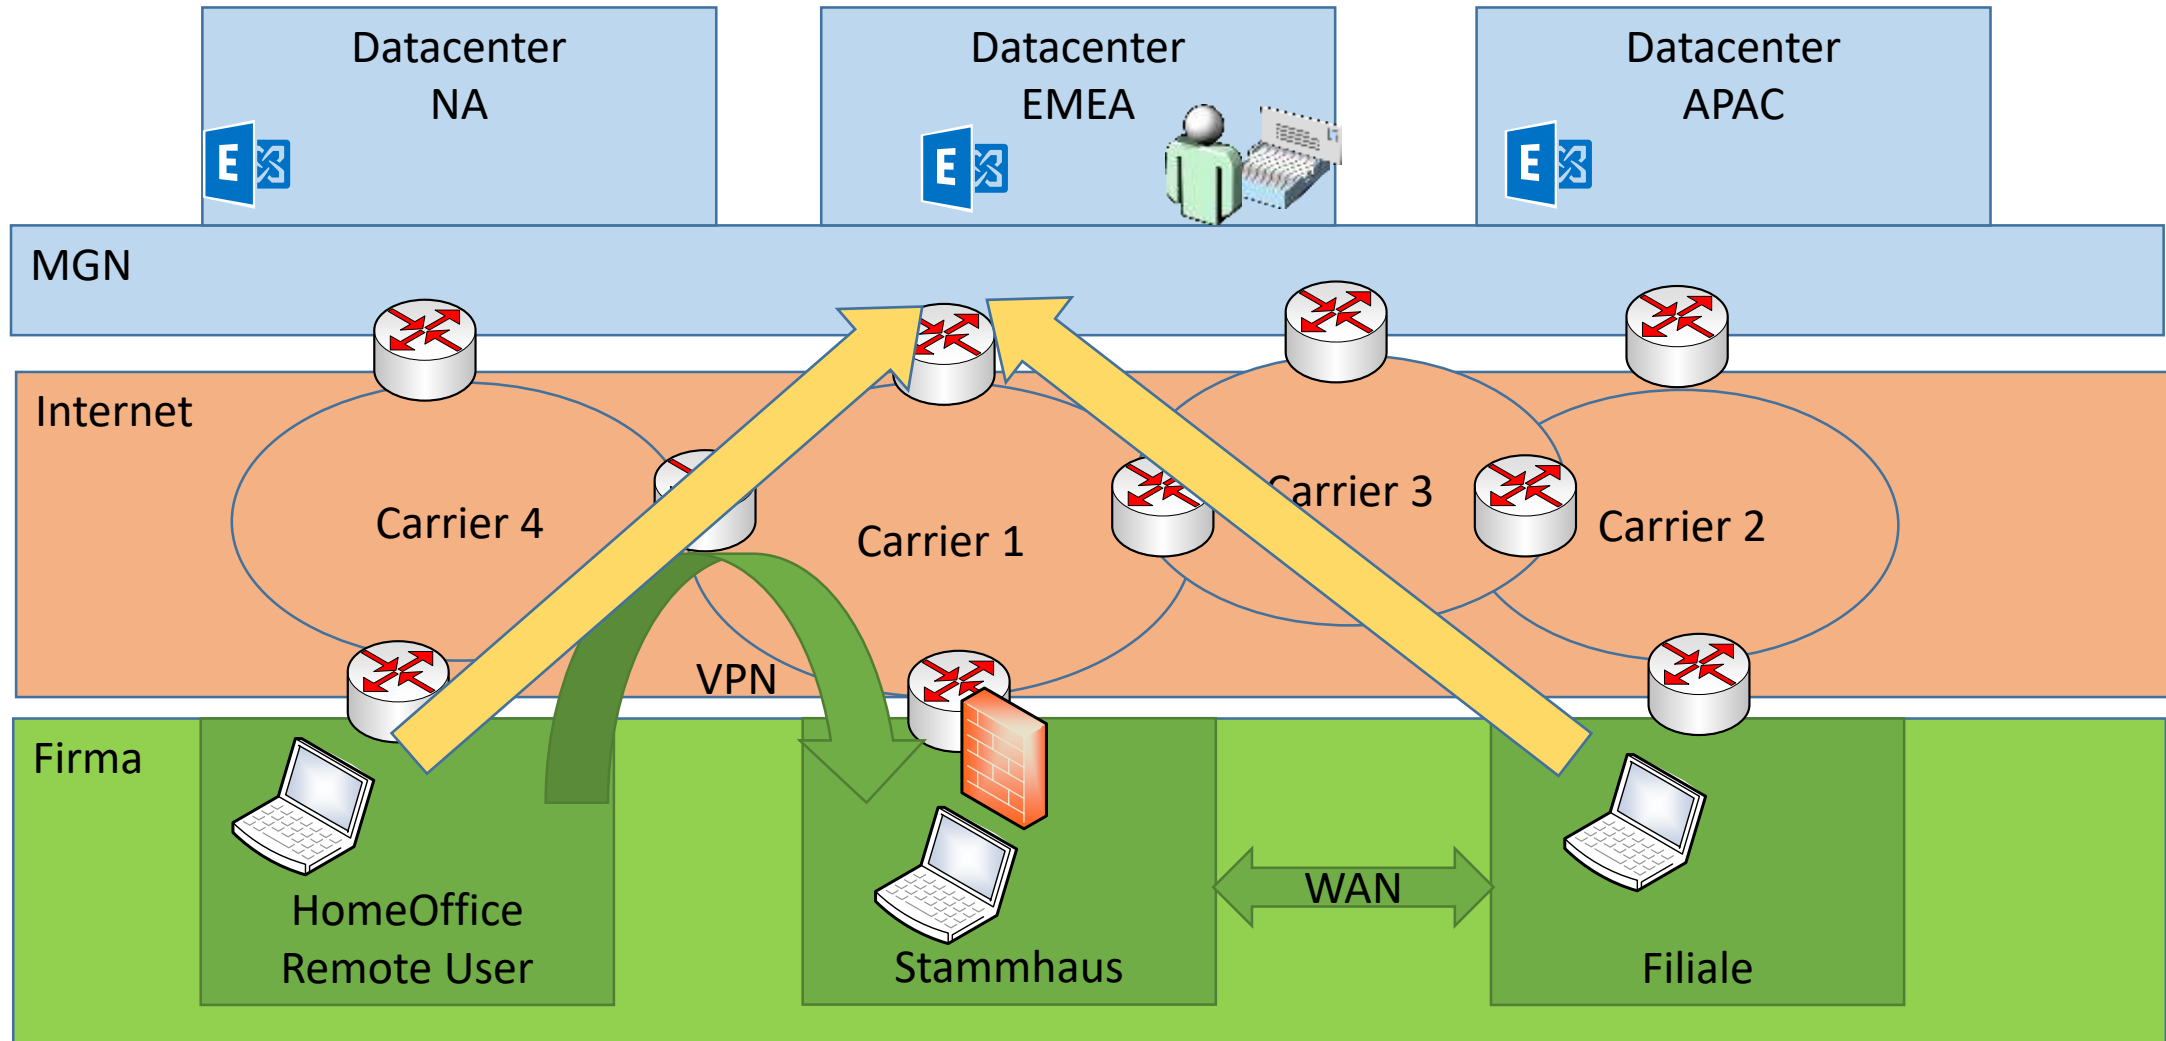 Datacenter
NA
Datacenter
EMEA
Datacenter
APAC
E
E
E
MGN
Internet
Carrier 4
Carrier 1
Carrier 3
Carrier 2
VPN
Firma
HomeOffice
Remote User
Stammhaus
WAN
Filiale